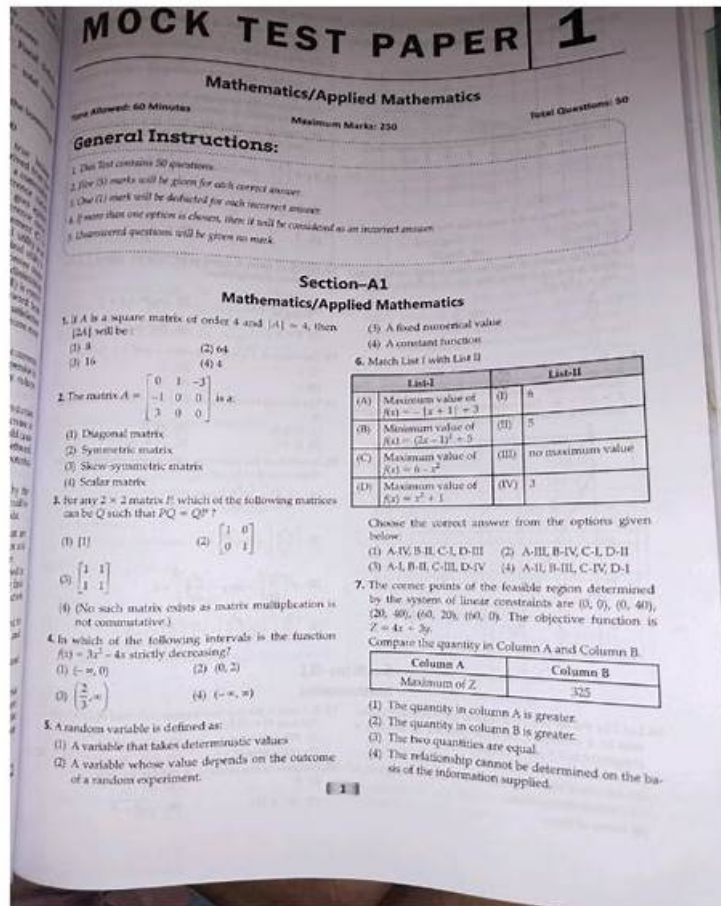 MOCK TEST PAPER 1
Mathematics/Applied Mathematics
Allowed: 60 Minutes
Maximum Marks: 250
Total Questions: 50
General Instructions:
1. This Test contains 50 questions.
2. Five (5) marks will be given for each correct answer.
3. One (1) mark will be deducted for each incorrect answer.
4. If more than one option is chosen, then it will be considered as an incorrect answer.
5. Unanswered questions will be given no mark.
Section–A1
Mathematics/Applied Mathematics
1. If A is a square matrix of order 4 and |A| = 4, then
|2A| will be :
(1) 8 (2) 64
(3) 16 (4) 4
2. The matrix A = [0 1 −3
−1 0 0
3 0 0] is a:
(1) Diagonal matrix
(2) Symmetric matrix
(3) Skew-symmetric matrix
(4) Scalar matrix
3. For any 2 × 2 matrix P, which of the following matrices
can be Q such that PQ = QP ?
(1) [1] (2) [1 0
0 1]
(3) [1 1
1 1]
(4) (No such matrix exists as matrix multiplication is
not commutative.)
4. In which of the following intervals is the function
f(x) = 3x² − 4x strictly decreasing?
(1) (−∞, 0) (2) (0, 2)
(3) (2/3, ∞) (4) (−∞, ∞)
5. A random variable is defined as:
(1) A variable that takes deterministic values
(2) A variable whose value depends on the outcome
of a random experiment.
(3) A fixed numerical value
(4) A constant function
6. Match List I with List II
List-I List-II
(A) Maximum value of (I) 6
f(x) = − |x + 1| + 3
(B) Minimum value of (II) 5
f(x) = (2x − 1)² + 5
(C) Maximum value of (III) no maximum value
f(x) = 6 − x²
(D) Maximum value of (IV) 3
f(x) = x² + 1
Choose the correct answer from the options given
below:
(1) A-IV, B-II, C-I, D-III (2) A-III, B-IV, C-I, D-II
(3) A-I, B-II, C-III, D-IV (4) A-II, B-III, C-IV, D-I
7. The corner points of the feasible region determined
by the system of linear constraints are (0, 0), (0, 40),
(20, 40), (60, 20), (60, 0). The objective function is
Z = 4x + 3y.
Compare the quantity in Column A and Column B.
Column A Column B
Maximum of Z 325
(1) The quantity in column A is greater.
(2) The quantity in column B is greater.
(3) The two quantities are equal.
(4) The relationship cannot be determined on the ba-
sis of the information supplied.
1